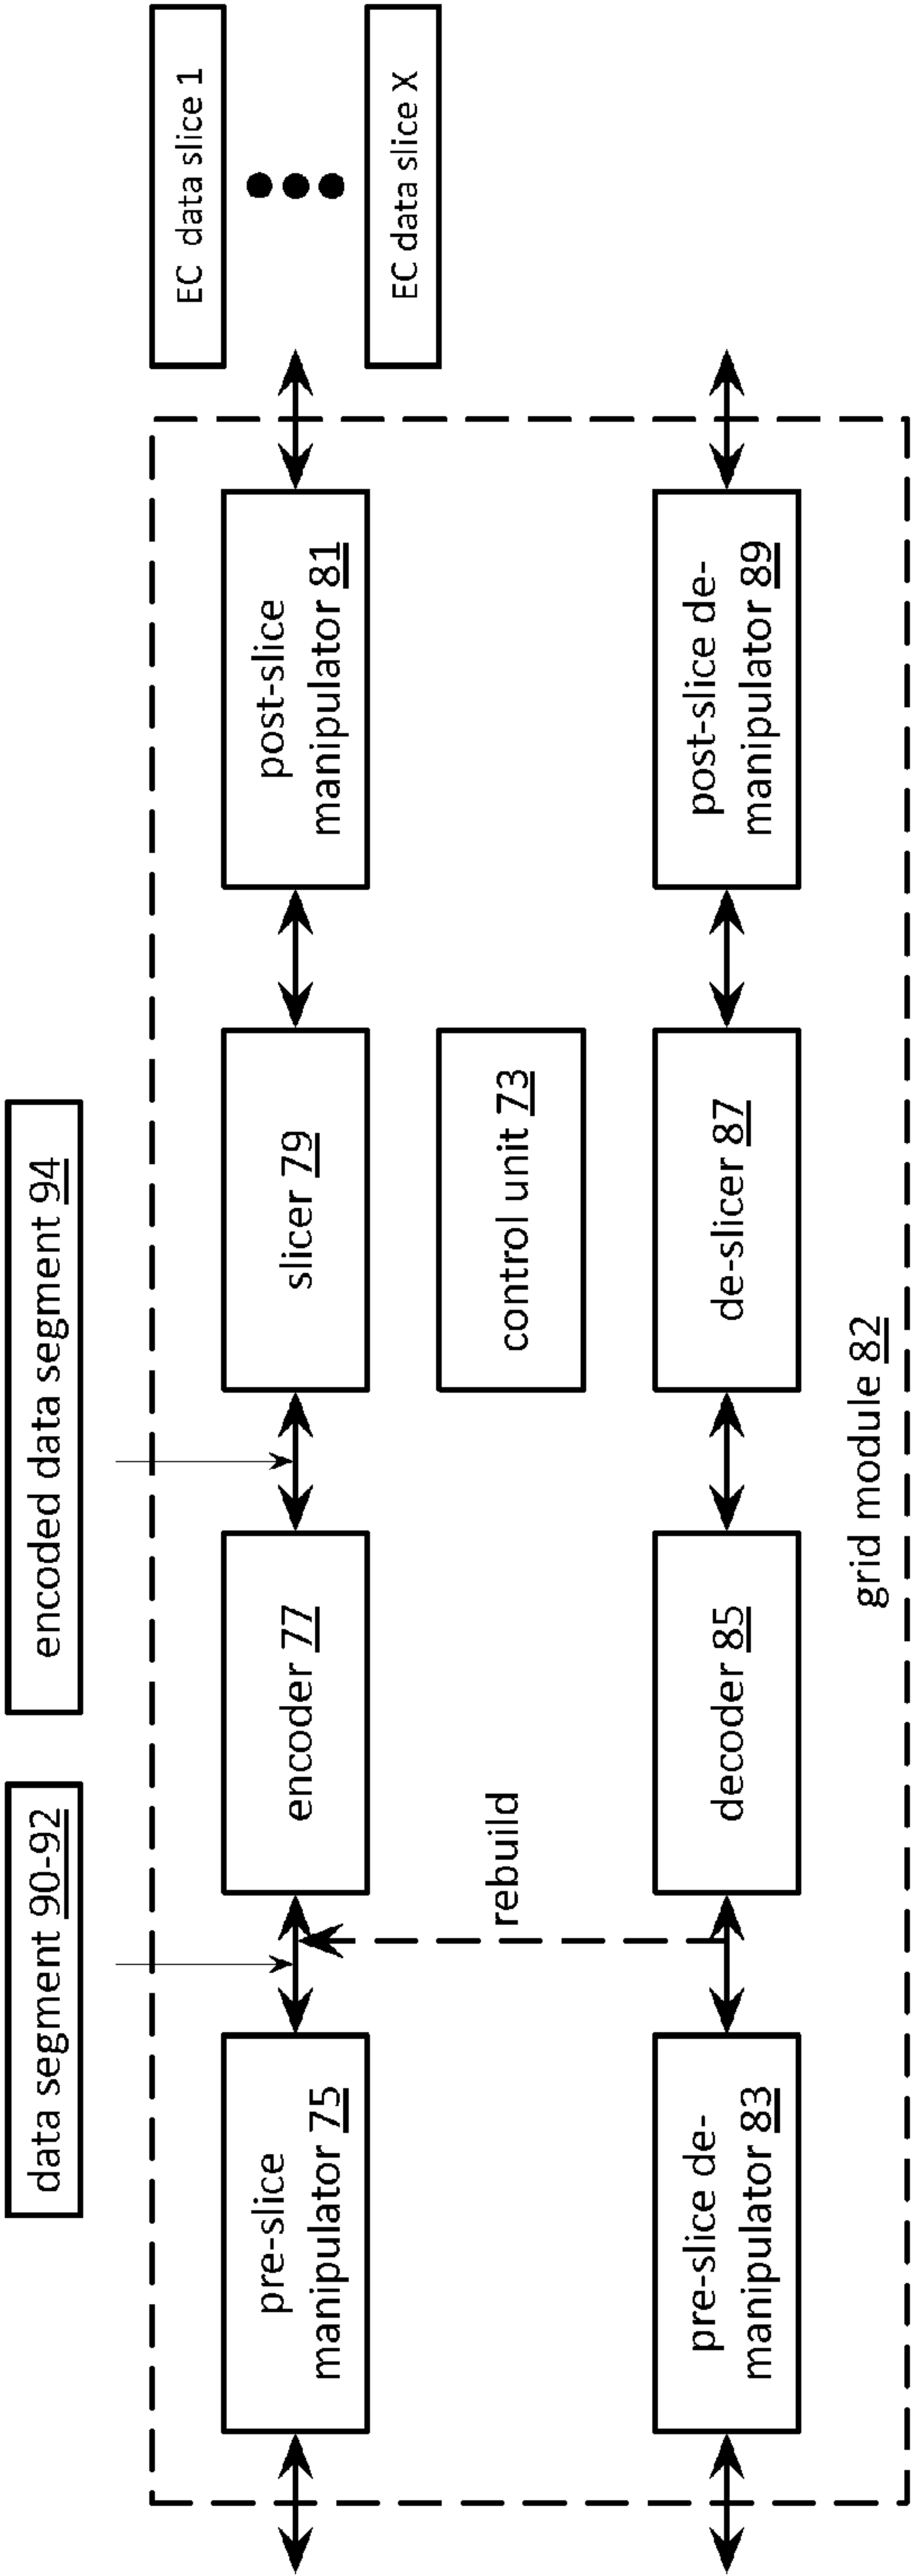 data segment 90-92
encoded data segment 94
EC data slice 1
EC data slice X
pre-slice
manipulator 75
encoder 77
slicer 79
post-slice
manipulator 81
rebuild
control unit 73
pre-slice de-
manipulator 83
decoder 85
de-slicer 87
post-slice de-
manipulator 89
grid module 82